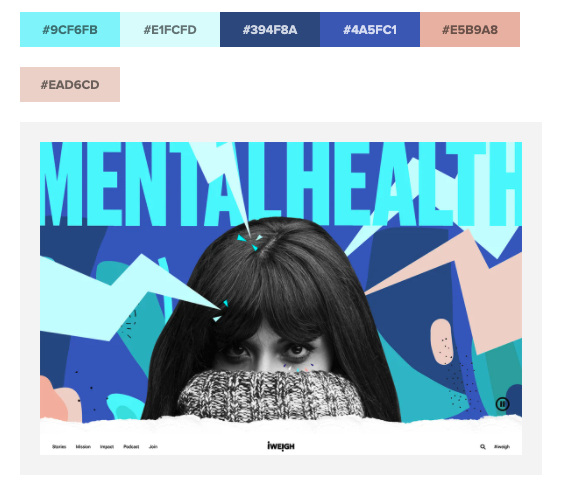 #9CF6FB #E1FCFD #394F8A #4A5FC1 #E5B9A8
#EAD6CD
MENTAL HEALTH
Stories Mission Impact Podcast Join iWEIGH #iweigh